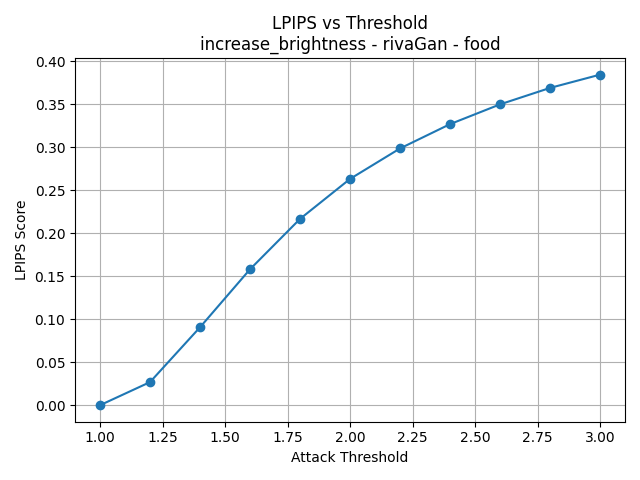 LPIPS vs Threshold
increase_brightness - rivaGan - food
LPIPS Score
0.40
0.35
0.30
0.25
0.20
0.15
0.10
0.05
0.00
1.00 1.25 1.50 1.75 2.00 2.25 2.50 2.75 3.00
Attack Threshold